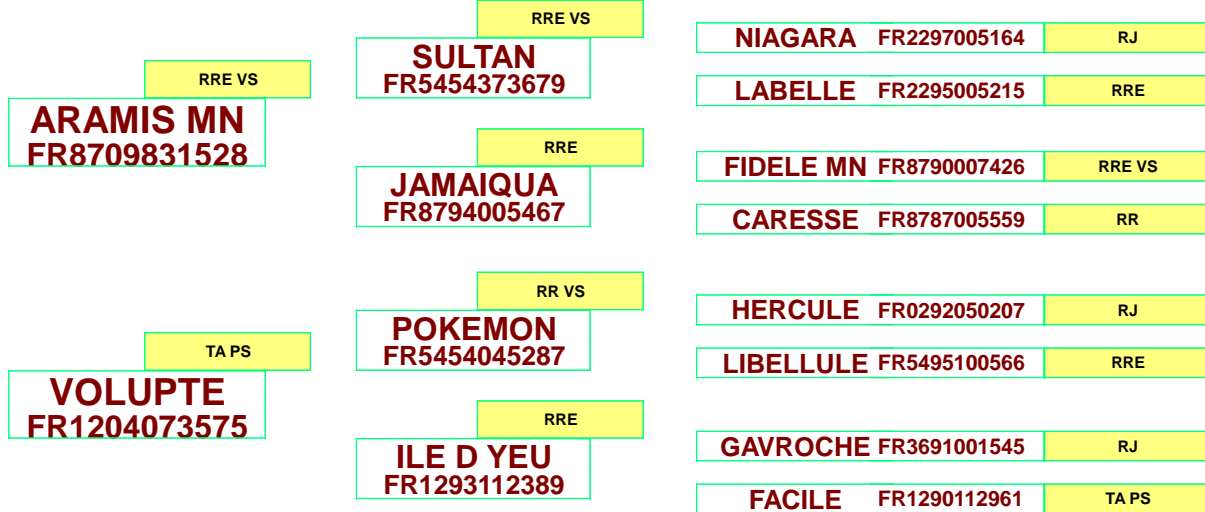 RRE VS
ARAMIS MN
FR8709831528
TA PS
VOLUPTE
FR1204073575
RRE VS
SULTAN
FR5454373679
RRE
JAMAIQUA
FR8794005467
RR VS
POKEMON
FR5454045287
RRE
ILE D YEU
FR1293112389
NIAGARA FR2297005164 RJ
LABELLE FR2295005215 RRE
FIDELE MN FR8790007426 RRE VS
CARESSE FR8787005559 RR
HERCULE FR0292050207 RJ
LIBELLULE FR5495100566 RRE
GAVROCHE FR3691001545 RJ
FACILE FR1290112961 TA PS